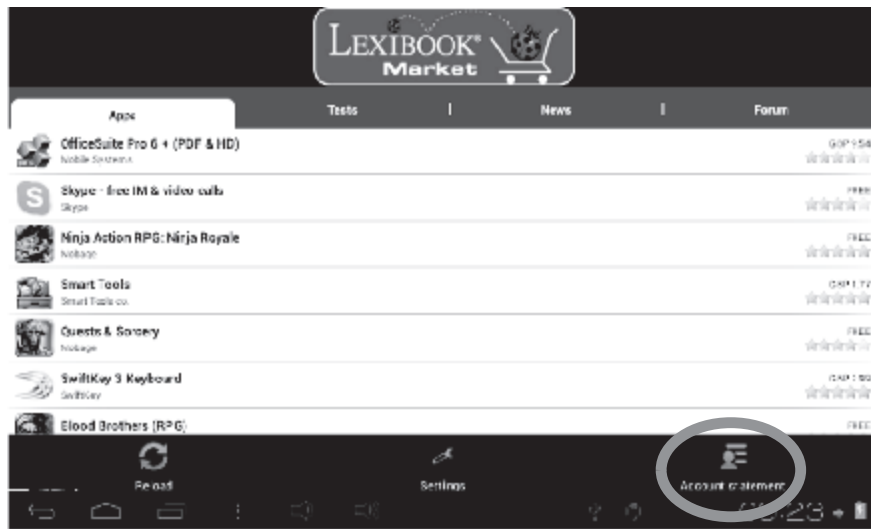 LEXIBOOK®
Market
Apps Tests | News | Forum
OfficeSuite Pro 6 + (PDF & HD)
Mobile Systems
Skype - free IM & video calls
FREE
Skype
Ninja Action RPG: Ninja Royale
FREE
Nobage
Smart Tools
Smart Tools co.
Quests & Sorcery
FREE
Nobage
SwiftKey 3 Keyboard
SwiftKey
Blood Brothers (RPG)
FREE
Reload Settings Account statement